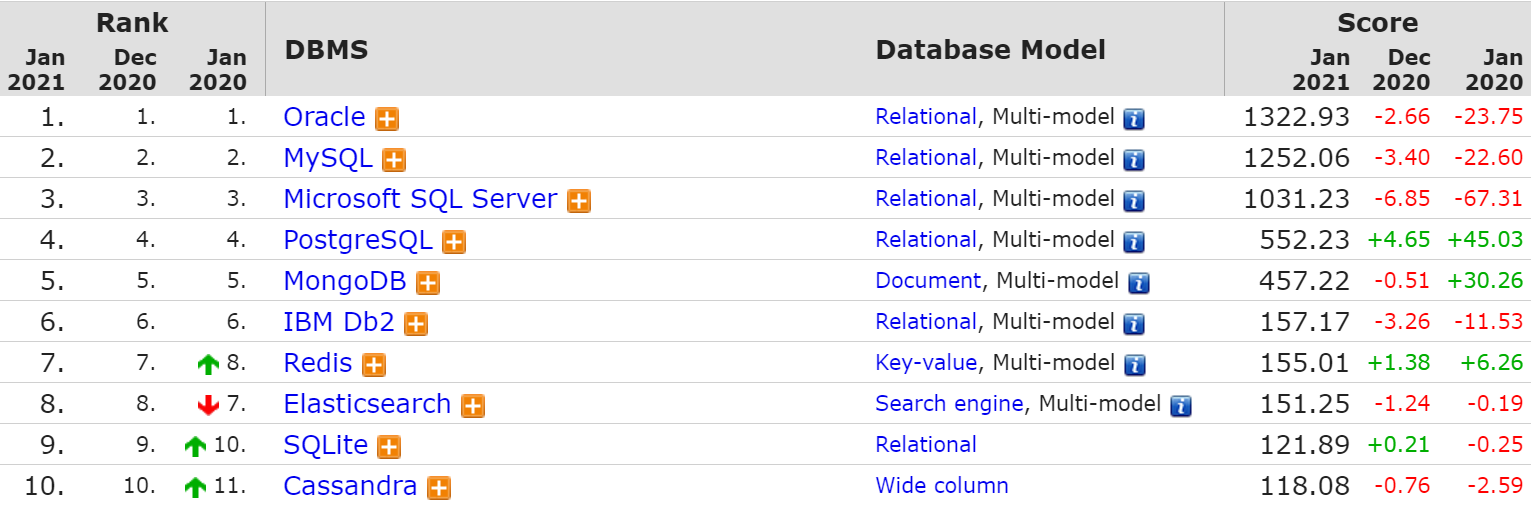 Rank DBMS Database Model Score
Jan 2021 Dec 2020 Jan 2020 Jan 2021 Dec 2020 Jan 2020
1. 1. 1. Oracle Relational, Multi-model 1322.93 -2.66 -23.75
2. 2. 2. MySQL Relational, Multi-model 1252.06 -3.40 -22.60
3. 3. 3. Microsoft SQL Server Relational, Multi-model 1031.23 -6.85 -67.31
4. 4. 4. PostgreSQL Relational, Multi-model 552.23 +4.65 +45.03
5. 5. 5. MongoDB Document, Multi-model 457.22 -0.51 +30.26
6. 6. 6. IBM Db2 Relational, Multi-model 157.17 -3.26 -11.53
7. 7. 8. Redis Key-value, Multi-model 155.01 +1.38 +6.26
8. 8. 7. Elasticsearch Search engine, Multi-model 151.25 -1.24 -0.19
9. 9. 10. SQLite Relational 121.89 +0.21 -0.25
10. 10. 11. Cassandra Wide column 118.08 -0.76 -2.59